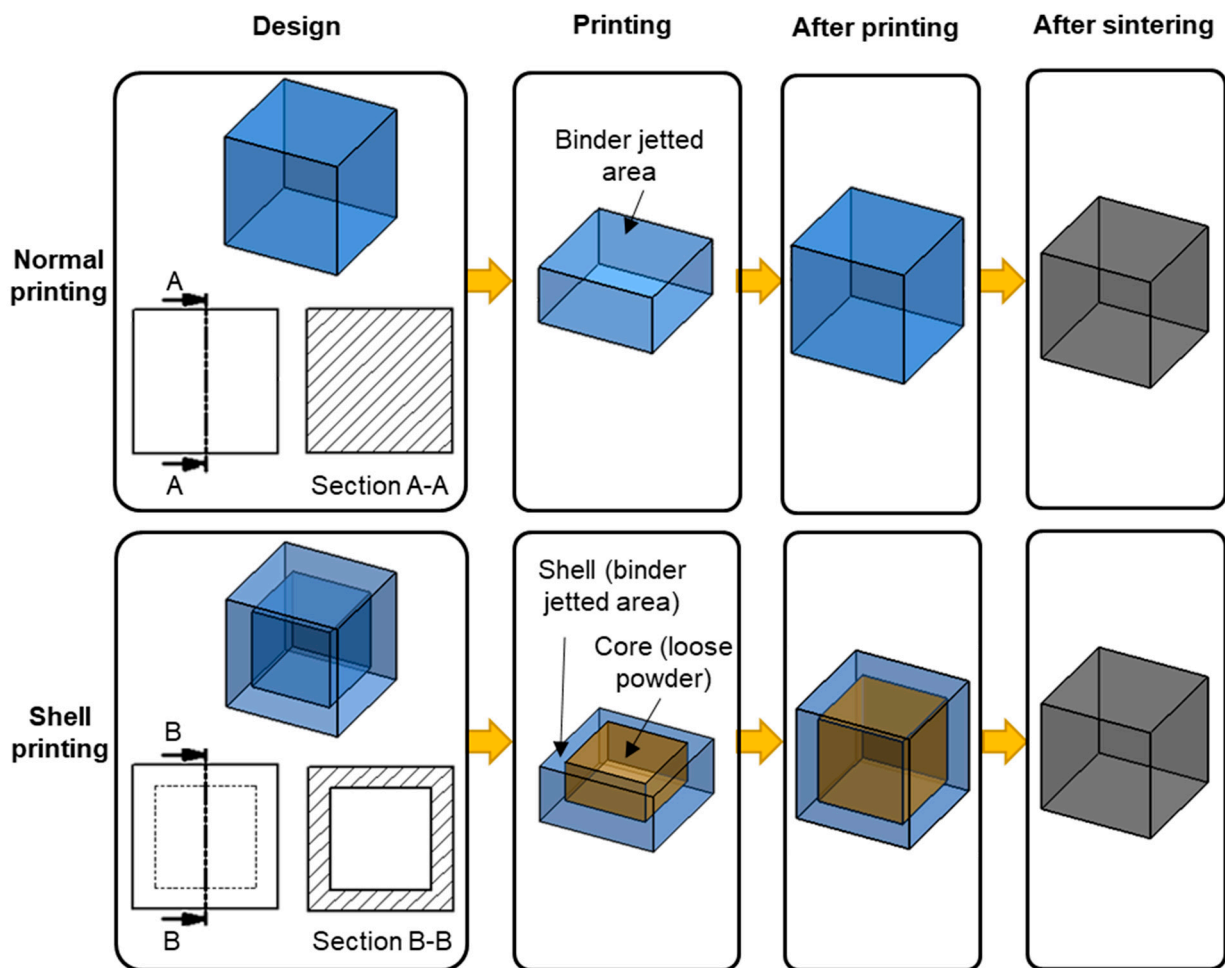 Design
Printing
After printing
After sintering
Normal
printing
A
A
Section A-A
Binder jetted
area
Shell
printing
B
B
Section B-B
Shell (binder
jetted area)
Core (loose
powder)